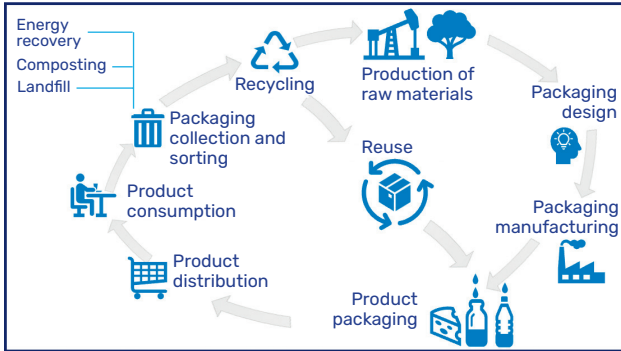 Energy
recovery
Composting
Landfill
Recycling
Production of
raw materials
Packaging
design
Packaging
collection and
sorting
Reuse
Product
consumption
Packaging
manufacturing
Product
distribution
Product
packaging